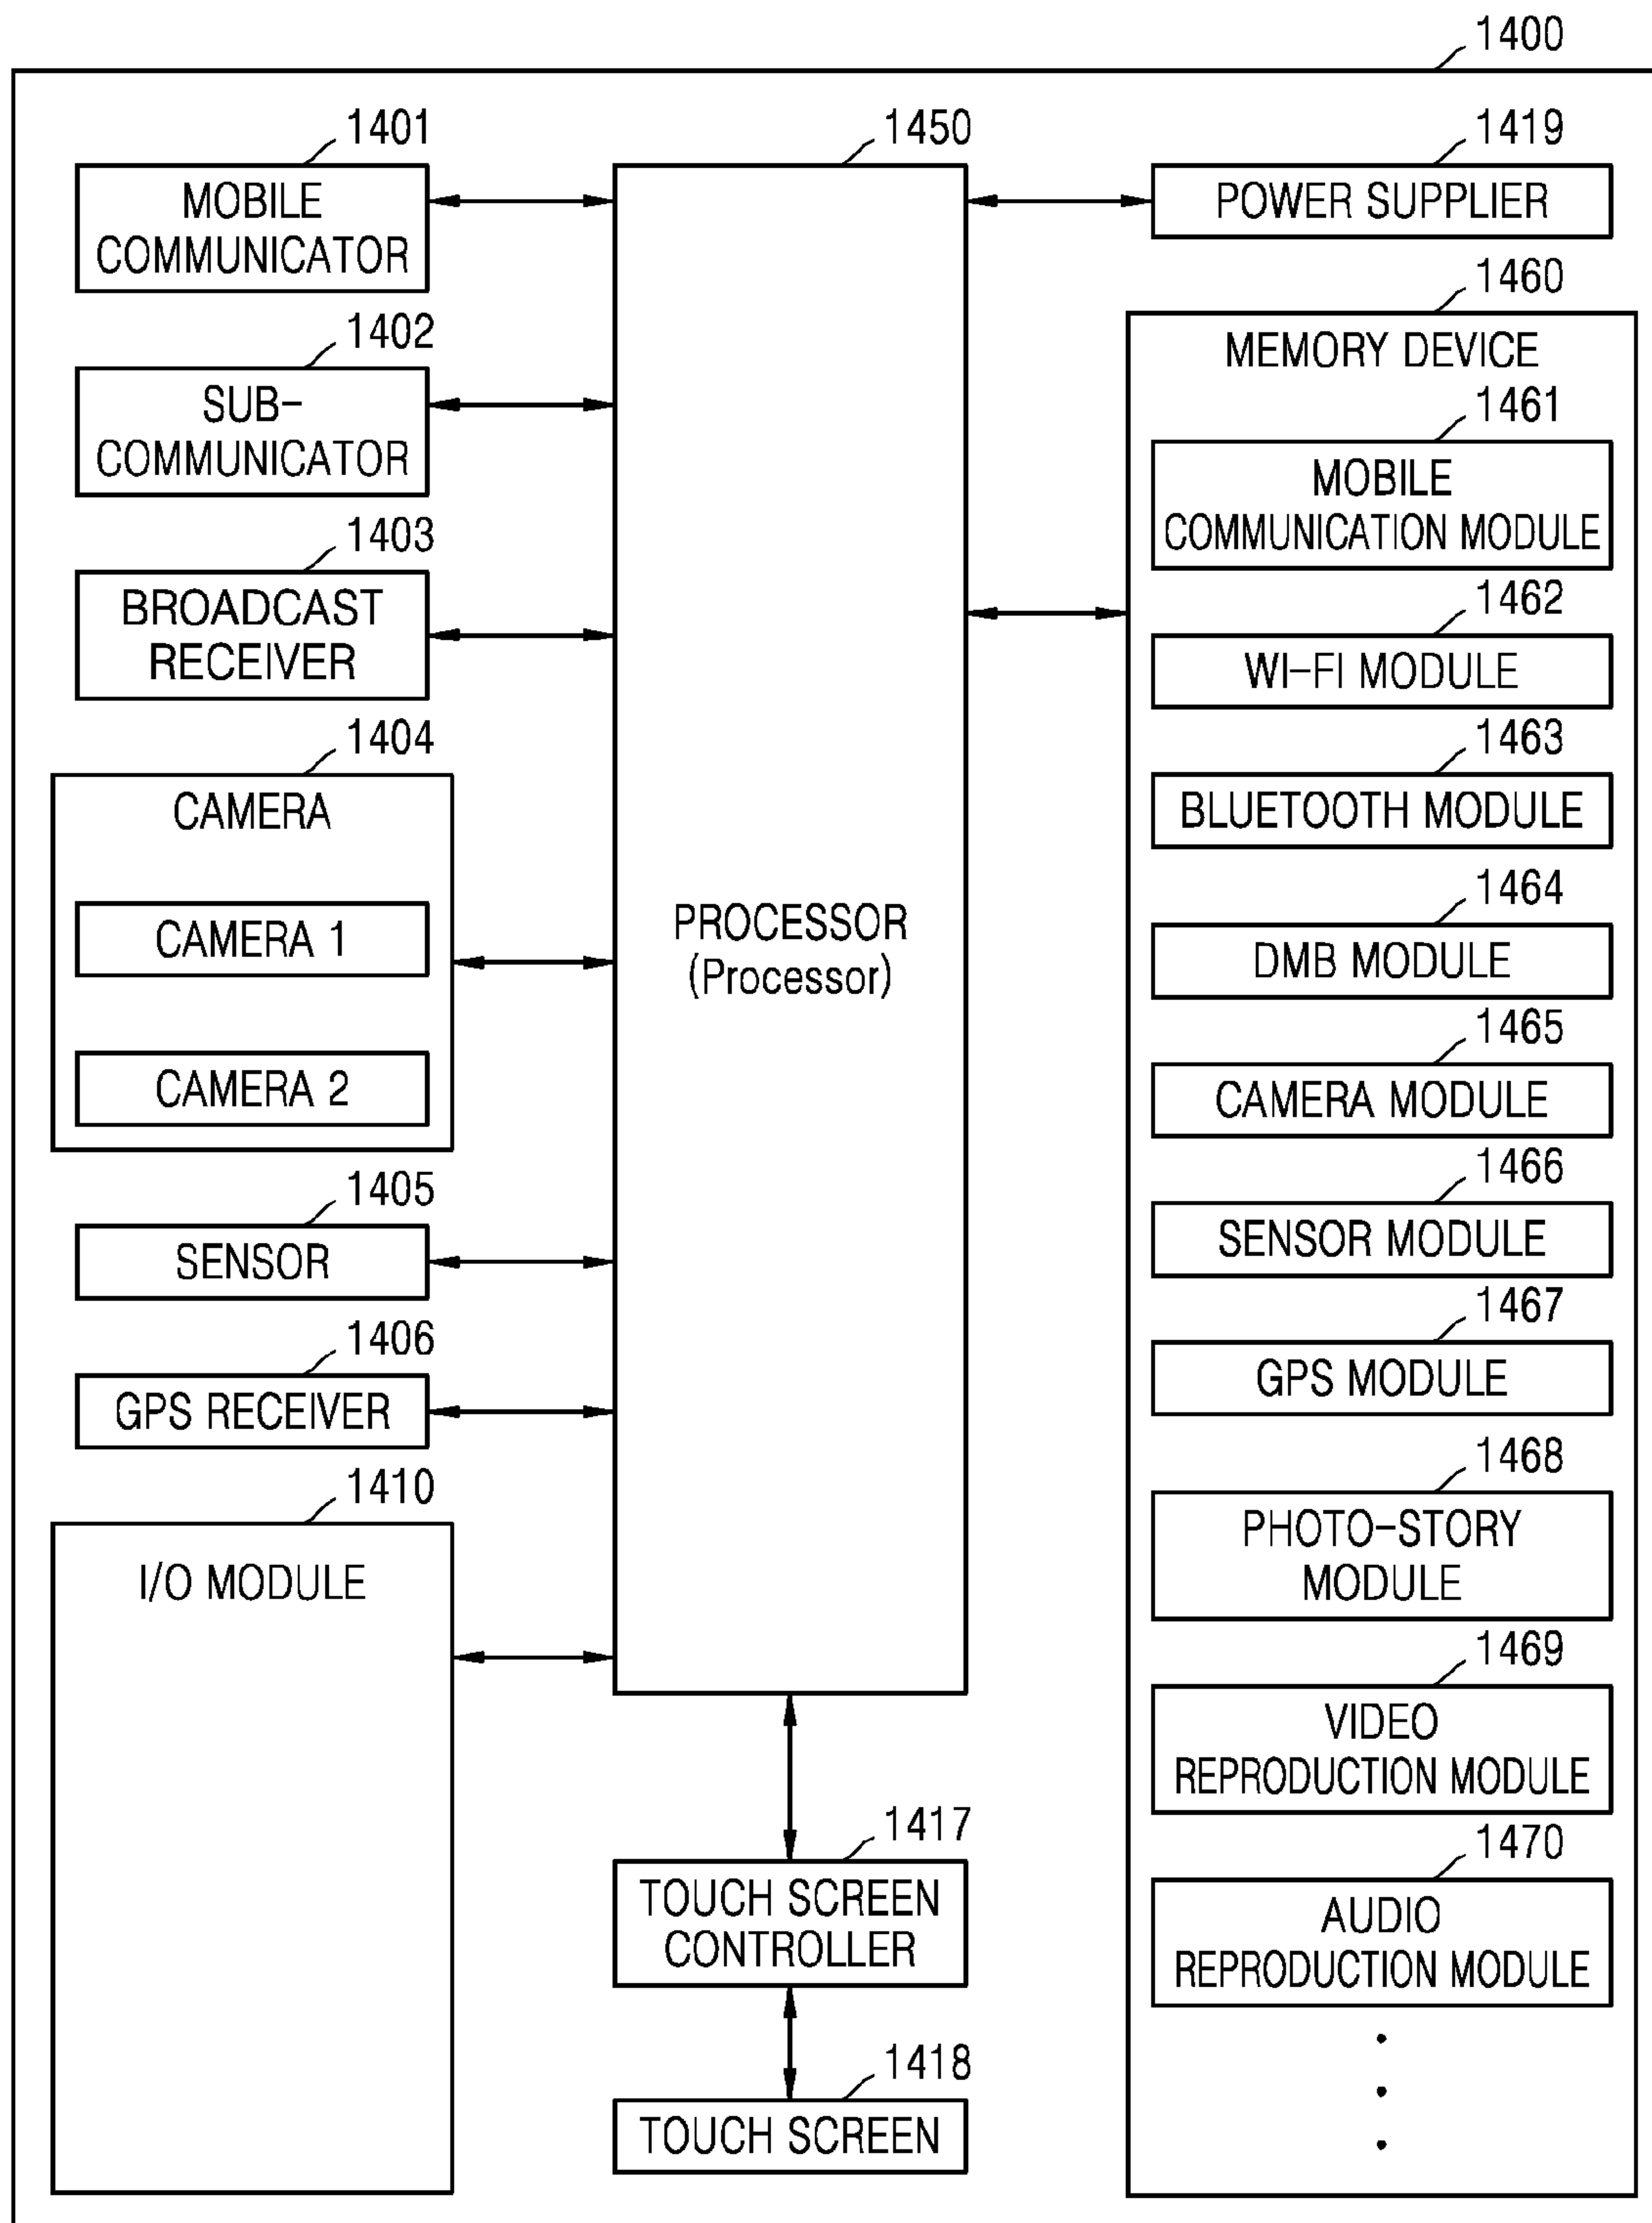 1400
1401
MOBILE
COMMUNICATOR
1402
SUB-
COMMUNICATOR
1403
BROADCAST
RECEIVER
1404
CAMERA
CAMERA 1
CAMERA 2
1405
SENSOR
1406
GPS RECEIVER
1410
I/O MODULE
1450
PROCESSOR
(Processor)
1417
TOUCH SCREEN
CONTROLLER
1418
TOUCH SCREEN
1419
POWER SUPPLIER
1460
MEMORY DEVICE
1461
MOBILE
COMMUNICATION MODULE
1462
WI-FI MODULE
1463
BLUETOOTH MODULE
1464
DMB MODULE
1465
CAMERA MODULE
1466
SENSOR MODULE
1467
GPS MODULE
1468
PHOTO-STORY
MODULE
1469
VIDEO
REPRODUCTION MODULE
1470
AUDIO
REPRODUCTION MODULE